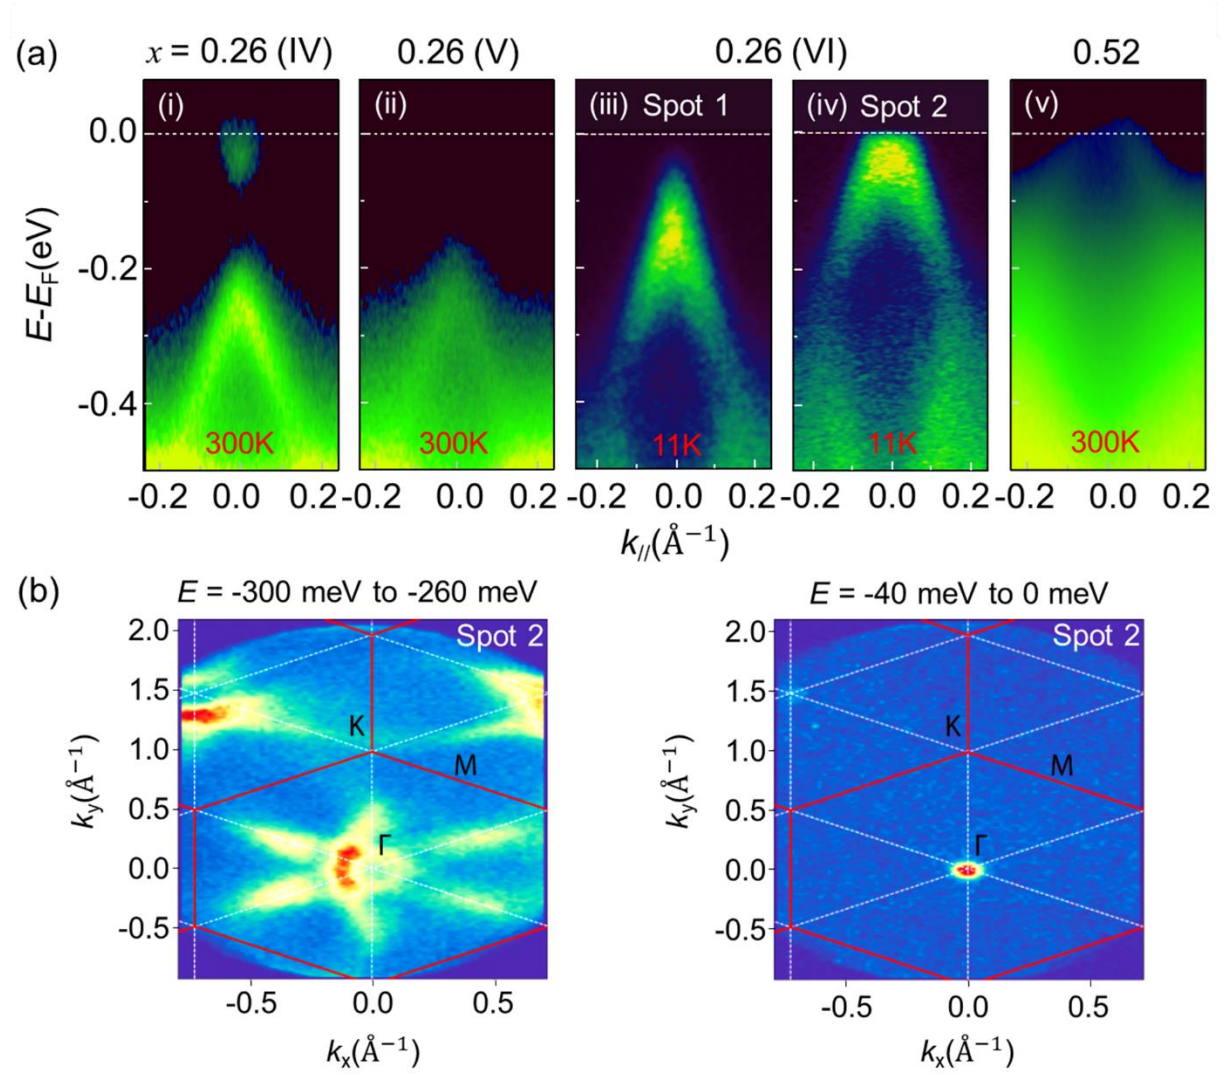 (a) x = 0.26 (IV) 0.26 (V) 0.26 (VI) 0.52
(i) (ii) (iii) Spot 1 (iv) Spot 2 (v)
0.0
-0.2
-0.4
E-EF(eV)
300K 300K 11K 11K 300K
-0.2 0.0 0.2 -0.2 0.0 0.2 -0.2 0.0 0.2 -0.2 0.0 0.2 -0.2 0.0 0.2
k//(Å−1)
(b) E = -300 meV to -260 meV E = -40 meV to 0 meV
Spot 2
2.0
1.5
1.0
0.5
0.0
-0.5
ky(Å−1)
K
M
Γ
-0.5 0.0 0.5
kx(Å−1)
Spot 2
2.0
1.5
1.0
0.5
0.0
-0.5
ky(Å−1)
K
M
Γ
-0.5 0.0 0.5
kx(Å−1)